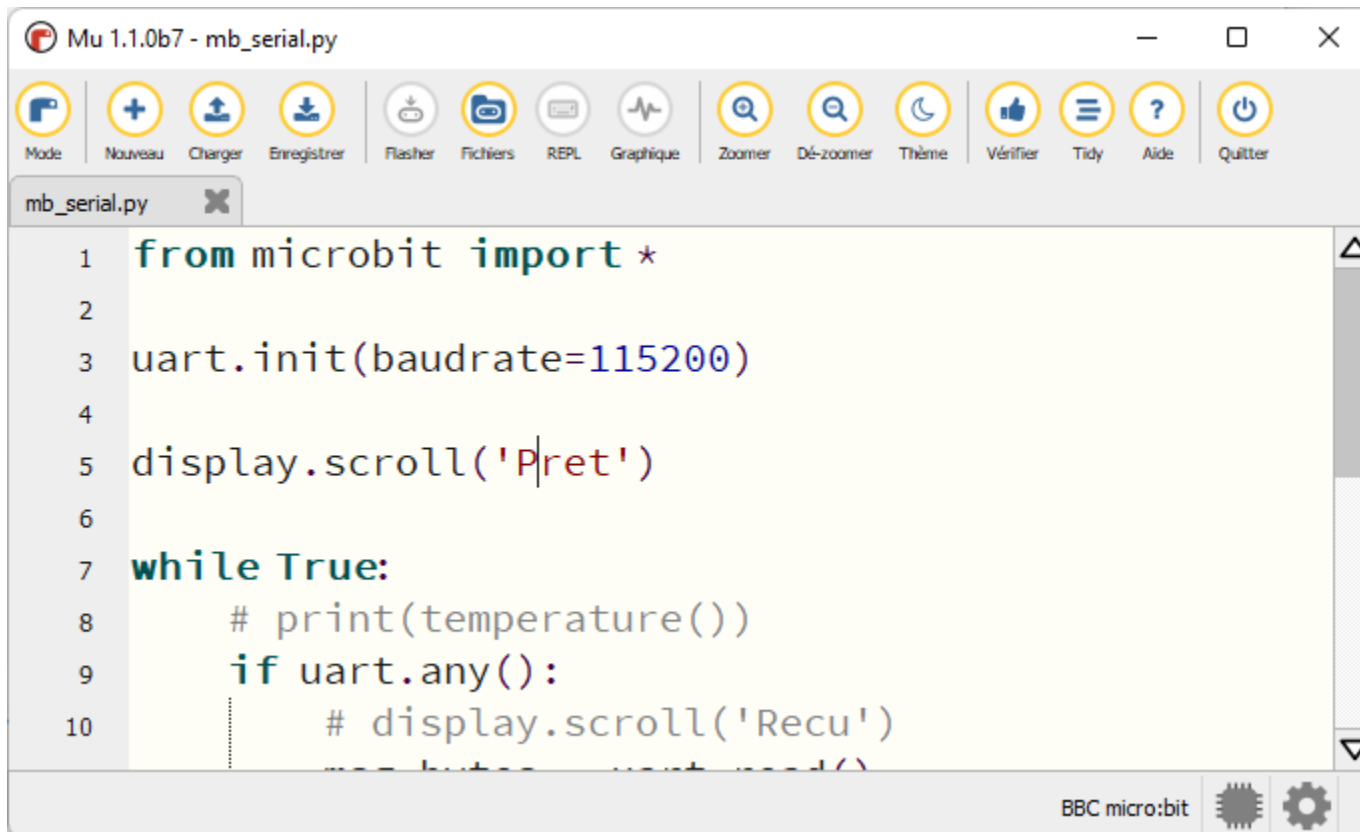 Mu 1.1.0b7 - mb_serial.py
Mode Nouveau Charger Enregistrer Flasher Fichiers REPL Graphique Zoomer Dé-zoomer Thème Vérifier Tidy Aide Quitter
mb_serial.py
1 from microbit import *
2
3 uart.init(baudrate=115200)
4
5 display.scroll('Pret')
6
7 while True:
8 # print(temperature())
9 if uart.any():
10 # display.scroll('Recu')
BBC micro:bit